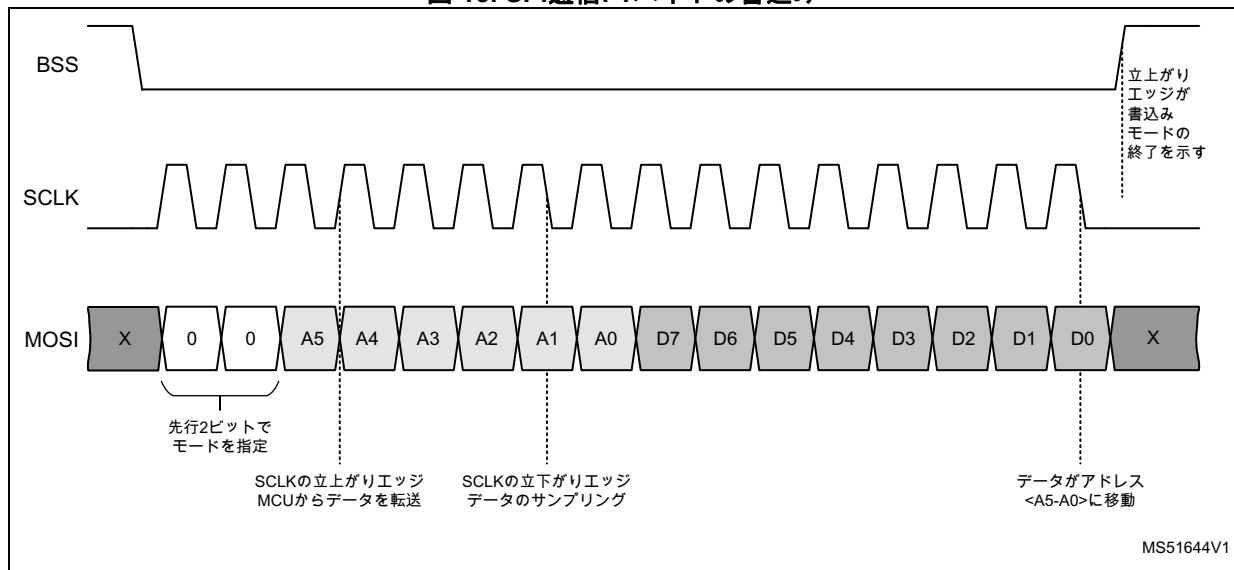 BSS
立上がり
エッジが
書込み
モードの
終了を示す
SCLK
MOSI
X 0 0 A5 A4 A3 A2 A1 A0 D7 D6 D5 D4 D3 D2 D1 D0 X
先行2ビットで
モードを指定
SCLKの立上がりエッジ
MCUからデータを転送
SCLKの立下がりエッジ
データのサンプリング
データがアドレス
<A5-A0>に移動
MS51644V1